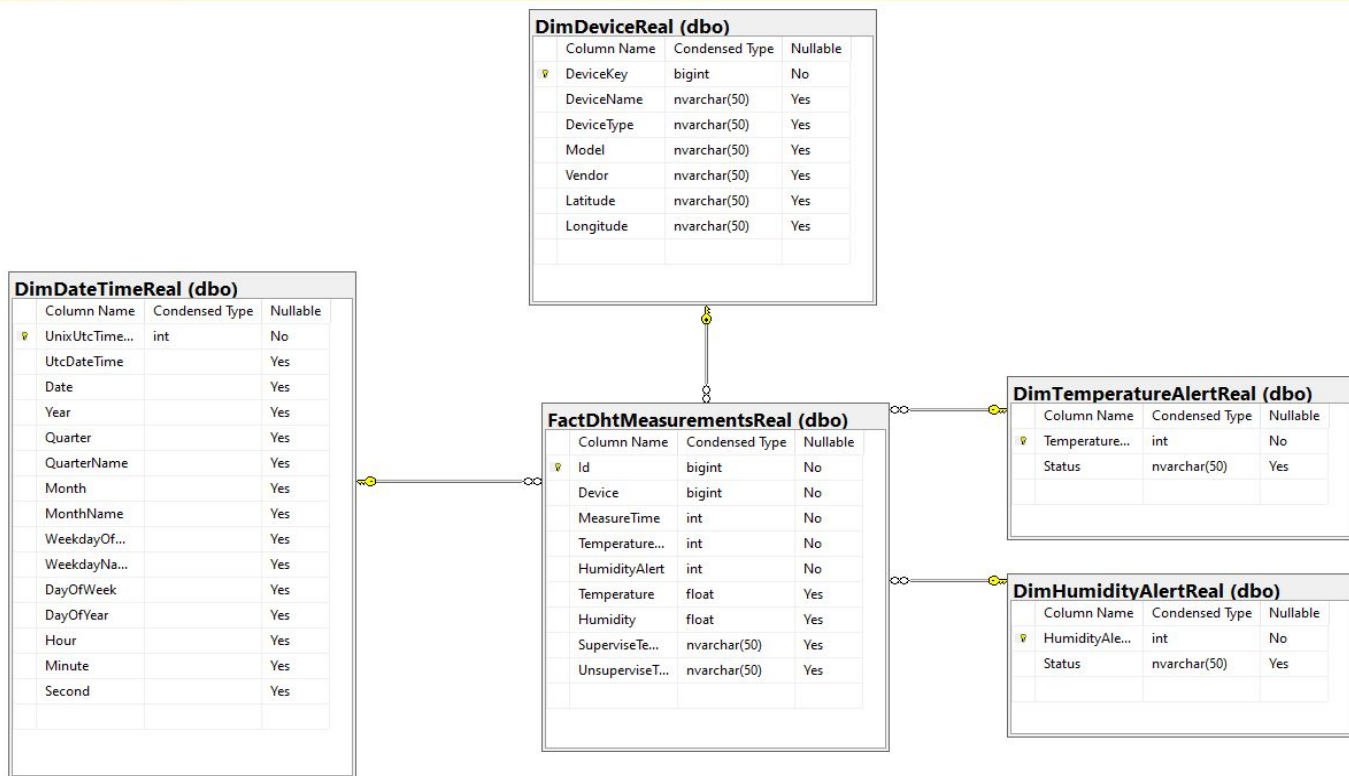 DimDeviceReal (dbo)
Column Name Condensed Type Nullable
DeviceKey bigint No
DeviceName nvarchar(50) Yes
DeviceType nvarchar(50) Yes
Model nvarchar(50) Yes
Vendor nvarchar(50) Yes
Latitude nvarchar(50) Yes
Longitude nvarchar(50) Yes
DimDateTimeReal (dbo)
Column Name Condensed Type Nullable
UnixUtcTime... int No
UtcDateTime Yes
Date Yes
Year Yes
Quarter Yes
QuarterName Yes
Month Yes
MonthName Yes
WeekdayOf... Yes
WeekdayNa... Yes
DayOfWeek Yes
DayOfYear Yes
Hour Yes
Minute Yes
Second Yes
FactDhtMeasurementsReal (dbo)
Column Name Condensed Type Nullable
Id bigint No
Device bigint No
MeasureTime int No
Temperature... int No
HumidityAlert int No
Temperature float Yes
Humidity float Yes
SuperviseTe... nvarchar(50) Yes
UnsuperviseT... nvarchar(50) Yes
DimTemperatureAlertReal (dbo)
Column Name Condensed Type Nullable
Temperature... int No
Status nvarchar(50) Yes
DimHumidityAlertReal (dbo)
Column Name Condensed Type Nullable
HumidityAle... int No
Status nvarchar(50) Yes